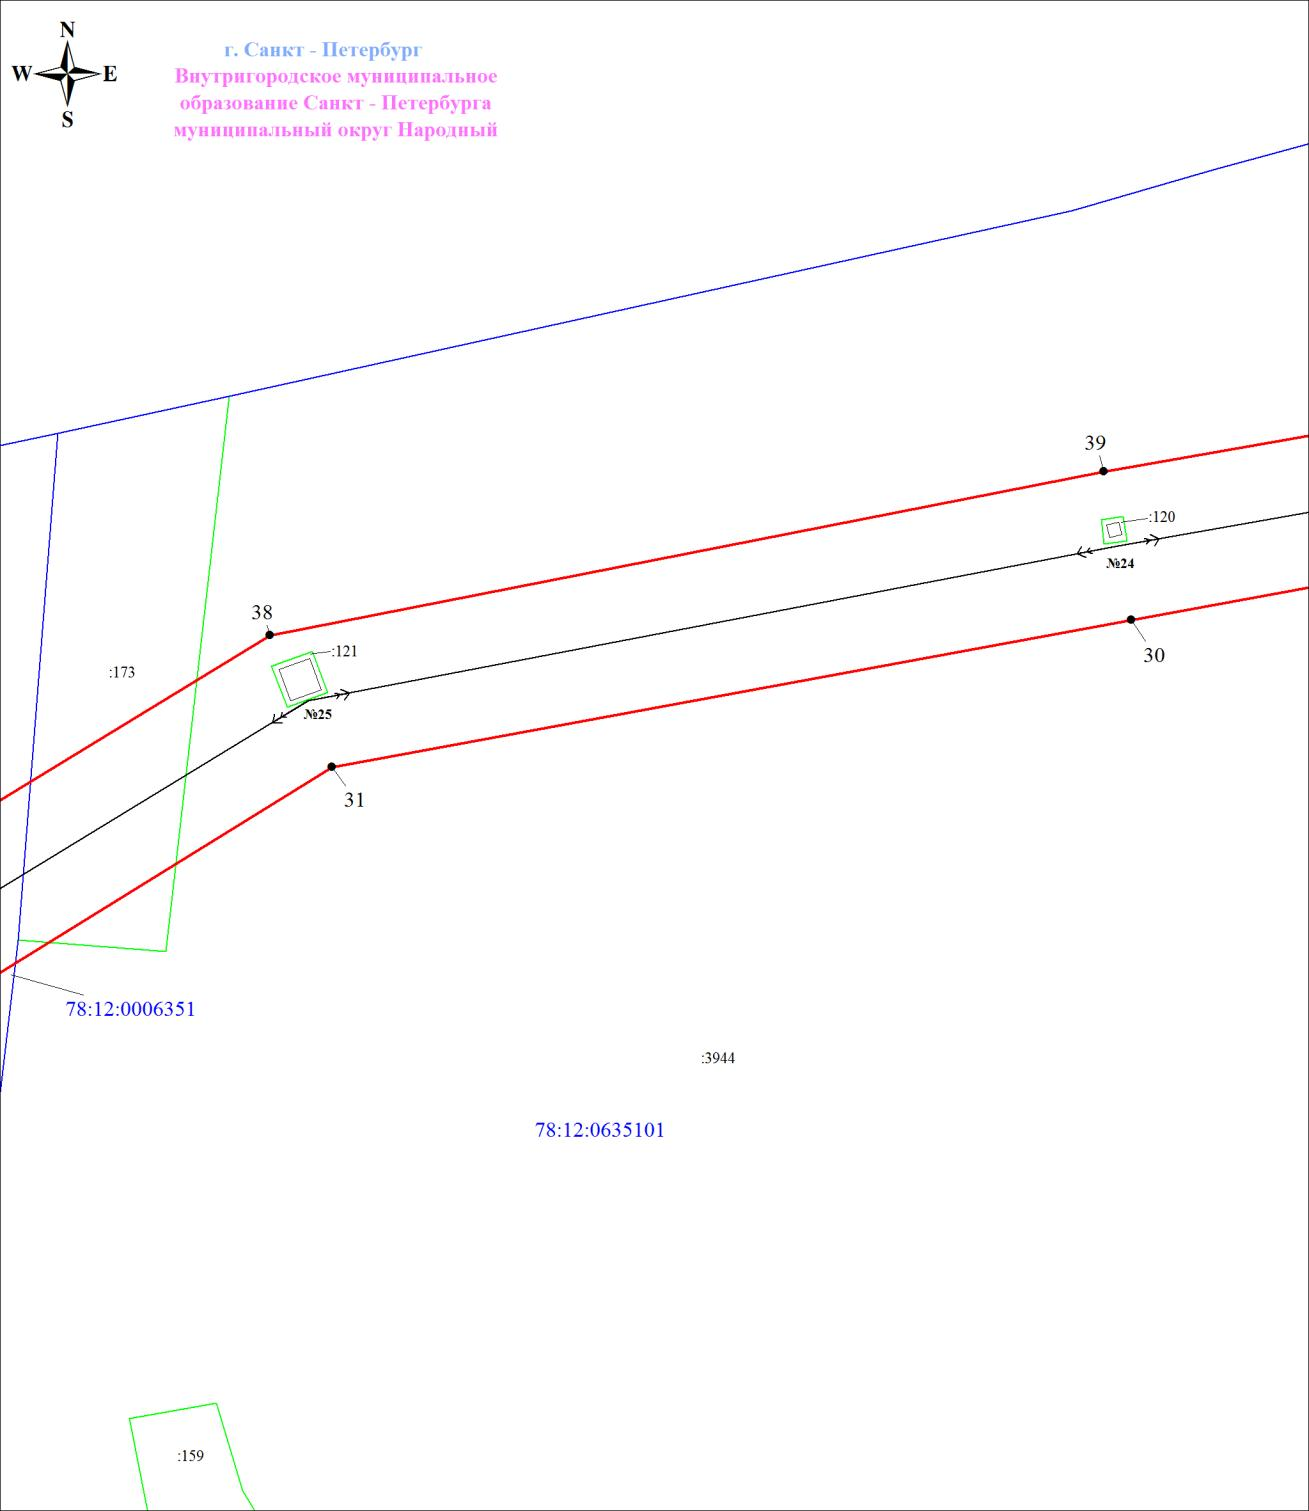 N
W E
S
г. Санкт - Петербург
Внутригородское муниципальное
образование Санкт - Петербурга
муниципальный округ Народный
39
:120
№24
38
:121
30
:173
№25
31
78:12:0006351
:3944
78:12:0635101
:159